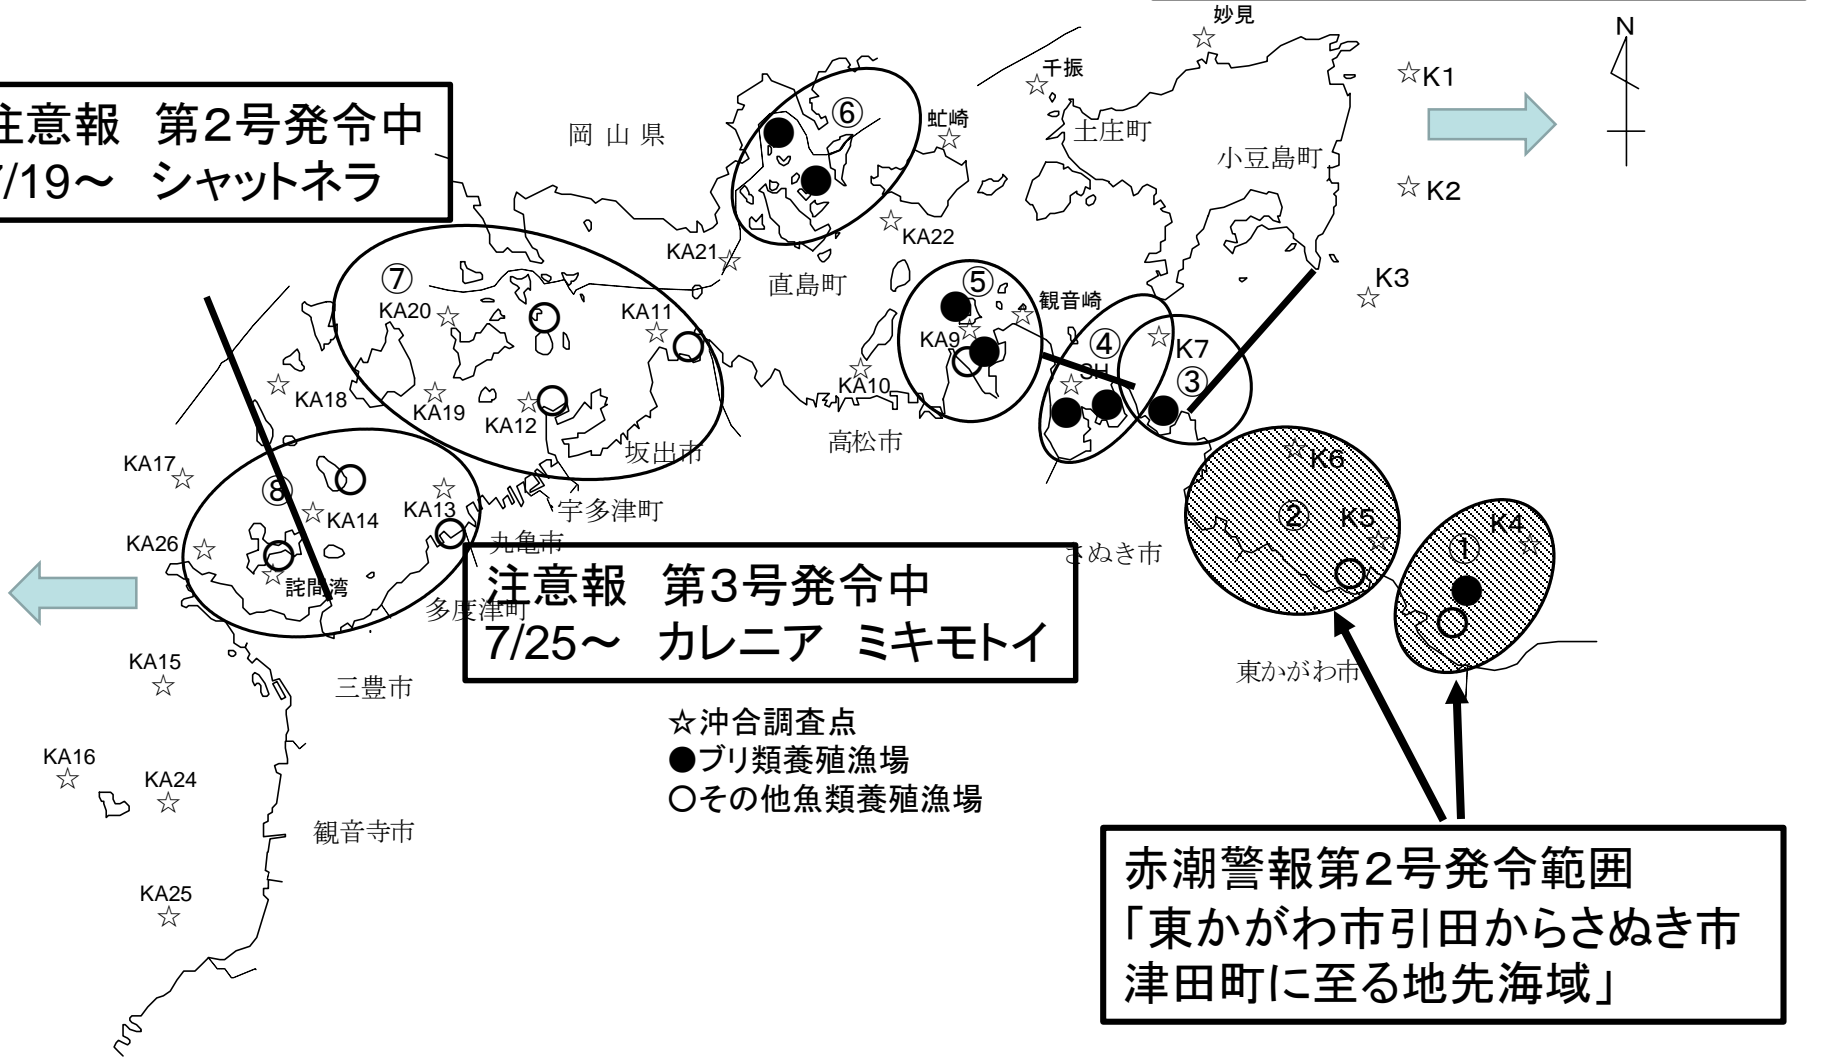 妙見
N
千振
☆K1
注意報 第2号発令中
7/19~ シャットネラ
⑥
岡山県
虻崎
土庄町
小豆島町
☆K2
KA22
KA21
直島町
⑦
⑤
K3
KA20
KA11
観音崎
KA9
④
K7
SH
③
KA10
KA18
KA19
KA12
高松市
坂出市
KA17
⑧
KA13
K6
宇多津町
②
K5
K4
①
KA14
KA26
丸亀市
さぬき市
詫間湾
多度津町
注意報 第3号発令中
7/25~ カレニア ミキモトイ
KA15
三豊市
東かがわ市
☆沖合調査点
●ブリ類養殖漁場
○その他魚類養殖漁場
KA16
KA24
観音寺市
KA25
赤潮警報第2号発令範囲
「東かがわ市引田からさぬき市
津田町に至る地先海域」